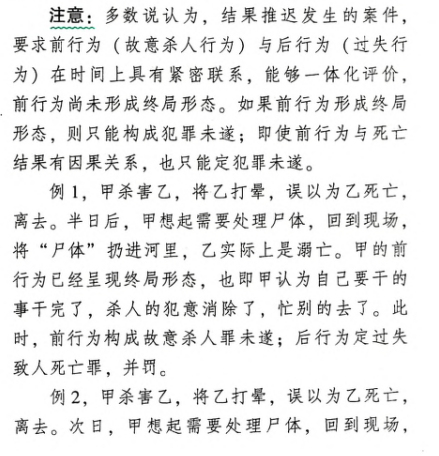 注意：多数说认为，结果推迟发生的案件，
要求前行为（故意杀人行为）与后行为（过失行
为）在时间上具有紧密联系，能够一体化评价，
前行为尚未形成终局形态。如果前行为形成终局
形态，则只能构成犯罪未遂；即使前行为与死亡
结果有因果关系，也只能定犯罪未遂。
例1，甲杀害乙，将乙打晕，误以为乙死亡，
离去。半日后，甲想起需要处理尸体，回到现场，
将“尸体”扔进河里，乙实际上是溺亡。甲的前
行为已经呈现终局形态，也即甲认为自己要干的
事干完了，杀人的犯意消除了，忙别的去了。此
时，前行为构成故意杀人罪未遂；后行为定过失
致人死亡罪，并罚。
例2，甲杀害乙，将乙打晕，误以为乙死亡，
离去。次日，甲想起需要处理尸体，回到现场，